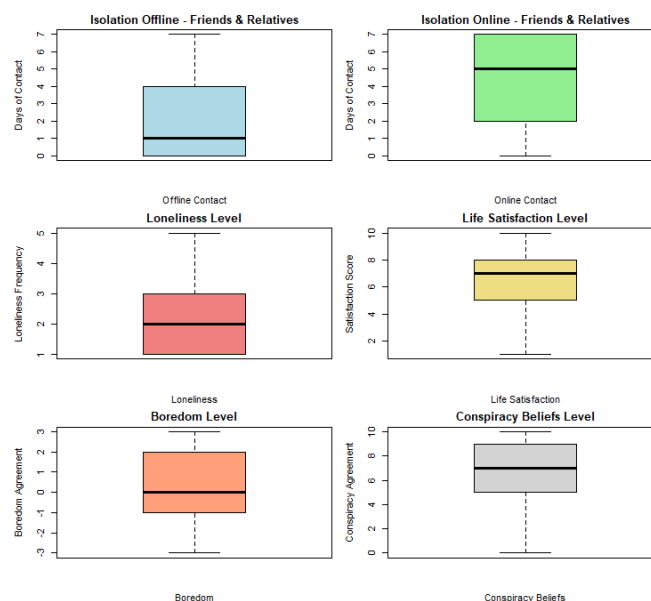 Isolation Offline - Friends & Relatives
Days of Contact
7
6
5
4
3
2
1
0
Offline Contact
Isolation Online - Friends & Relatives
Days of Contact
7
6
5
4
3
2
1
0
Online Contact
Loneliness Level
Loneliness Frequency
5
4
3
2
1
Loneliness
Life Satisfaction Level
Satisfaction Score
10
8
6
4
2
Life Satisfaction
Boredom Level
Boredom Agreement
3
2
1
0
-1
-2
-3
Boredom
Conspiracy Beliefs Level
Conspiracy Agreement
10
8
6
4
2
0
Conspiracy Beliefs